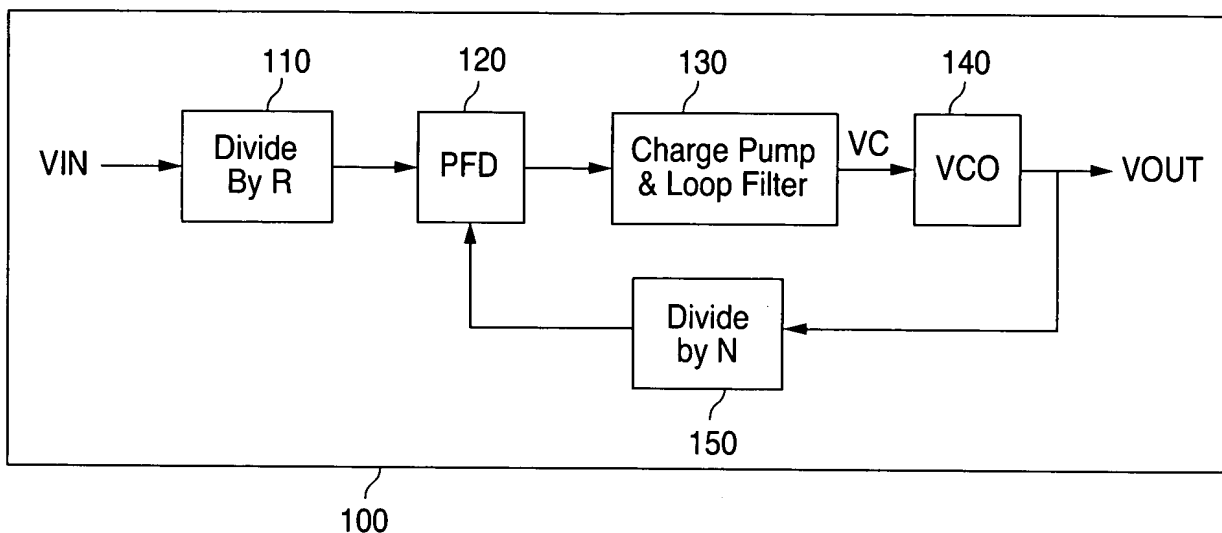 110
120
130
140
VIN
Divide
By R
PFD
Charge Pump
& Loop Filter
VC
VCO
VOUT
Divide
by N
150
100